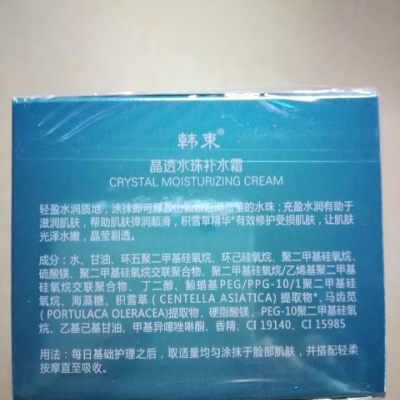 韩束®
晶透水珠补水霜
CRYSTAL MOISTURIZING CREAM
轻盈水润质地，涂抹即可释放出 的水珠；充盈水润有助于
滋润肌肤，帮助肌肤弹润顺滑，积雪草精华*有效修护受损肌肤，让肌肤
光泽水嫩，晶莹剔透。
成分：水、甘油、环五聚二甲基硅氧烷、环己硅氧烷、聚二甲基硅氧烷、
硫酸镁、聚二甲基硅氧烷交联聚合物、聚二甲基硅氧烷/乙烯基聚二甲基
硅氧烷交联聚合物、丁二醇、鲸蜡基PEG/PPG-10/1聚二甲基硅
氧烷、海藻糖、积雪草（CENTELLA ASIATICA）提取物*、马齿苋
（PORTULACA OLERACEA)提取物、硬脂酸镁、PEG-10聚二甲基硅氧
烷、乙基己基甘油、甲基异噻唑啉酮、香精、CI 19140、CI 15985
用法：每日基础护理之后，取适量均匀涂抹于脸部肌肤，并搭配轻柔
按摩直至吸收。